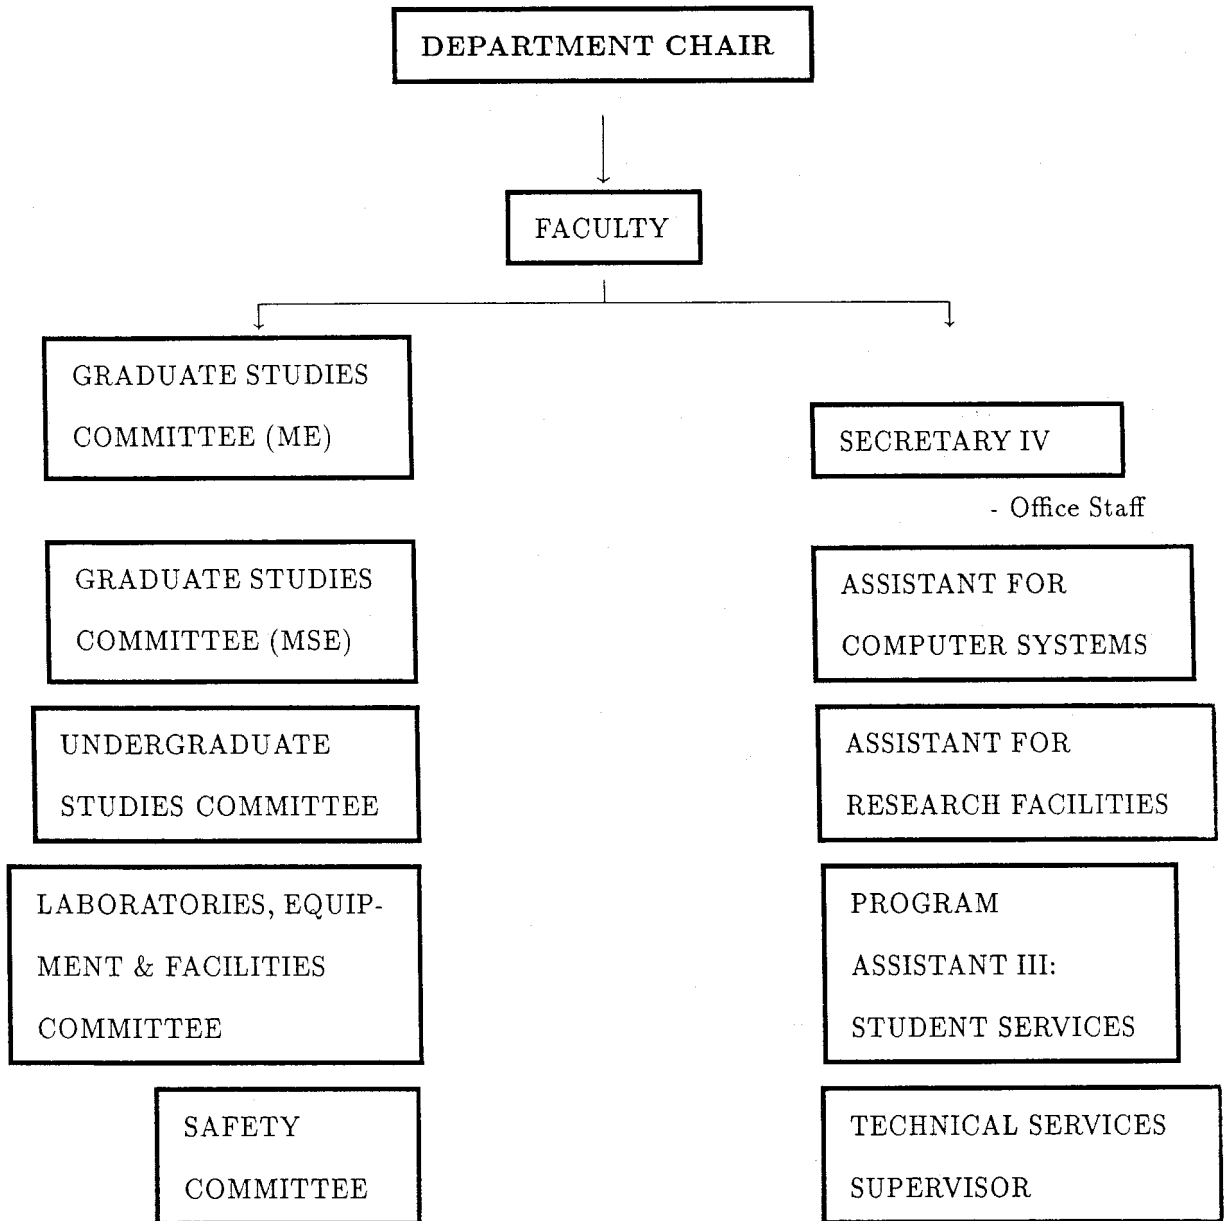 DEPARTMENT CHAIR
FACULTY
GRADUATE STUDIES
COMMITTEE (ME)
GRADUATE STUDIES
COMMITTEE (MSE)
UNDERGRADUATE
STUDIES COMMITTEE
LABORATORIES, EQUIP-
MENT & FACILITIES
COMMITTEE
SAFETY
COMMITTEE
SECRETARY IV
- Office Staff
ASSISTANT FOR
COMPUTER SYSTEMS
ASSISTANT FOR
RESEARCH FACILITIES
PROGRAM
ASSISTANT III:
STUDENT SERVICES
TECHNICAL SERVICES
SUPERVISOR